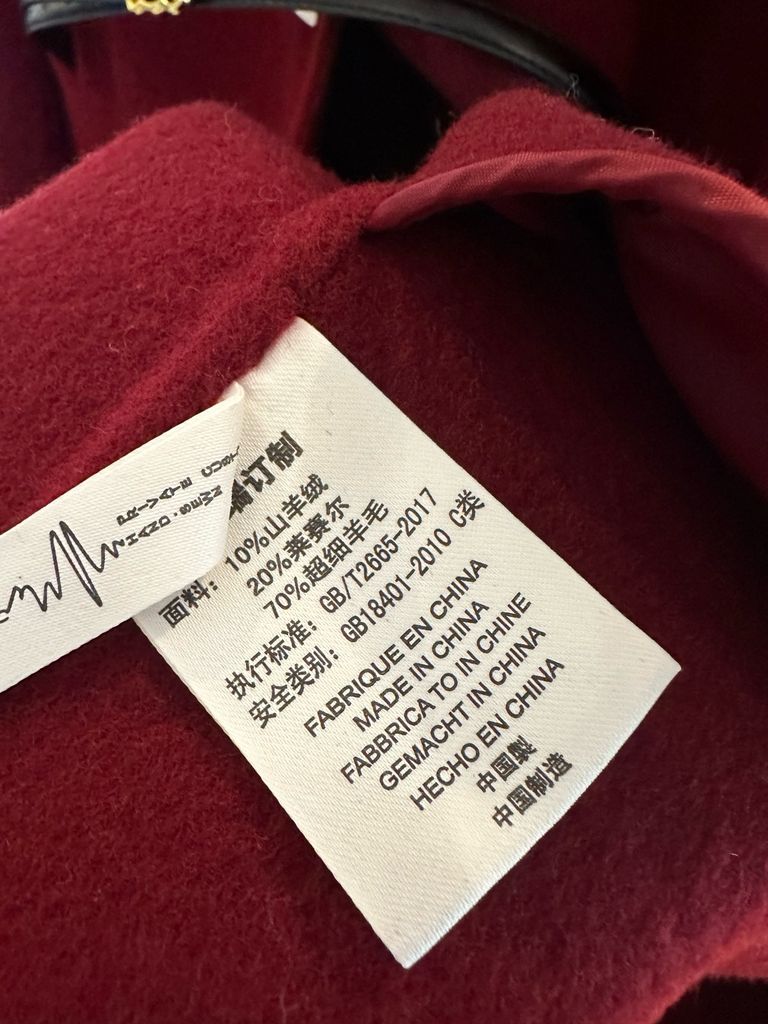 订制
面料：10%山羊绒
20%莱赛尔
70%超细羊毛
执行标准：GB/T2665-2017
安全类别：GB18401-2010 C类
FABRIQUE EN CHINA
MADE IN CHINA
FABBRICA TO IN CHINE
GEMACHT IN CHINA
HECHO EN CHINA
中国製
中国制造
PRIVATE